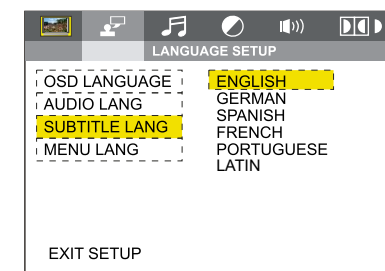 LANGUAGE SETUP
OSD LANGUAGE
AUDIO LANG
SUBTITLE LANG
MENU LANG
ENGLISH
GERMAN
SPANISH
FRENCH
PORTUGUESE
LATIN
EXIT SETUP